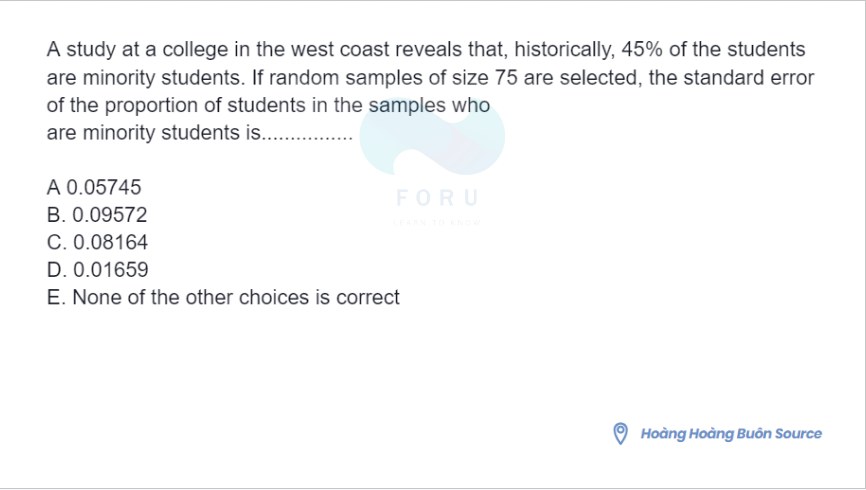 A study at a college in the west coast reveals that, historically, 45% of the students
are minority students. If random samples of size 75 are selected, the standard error
of the proportion of students in the samples who
are minority students is................
A 0.05745
B. 0.09572
FORU
C. 0.08164
D. 0.01659
E. None of the other choices is correct
Hoàng Hoàng Buôn Source